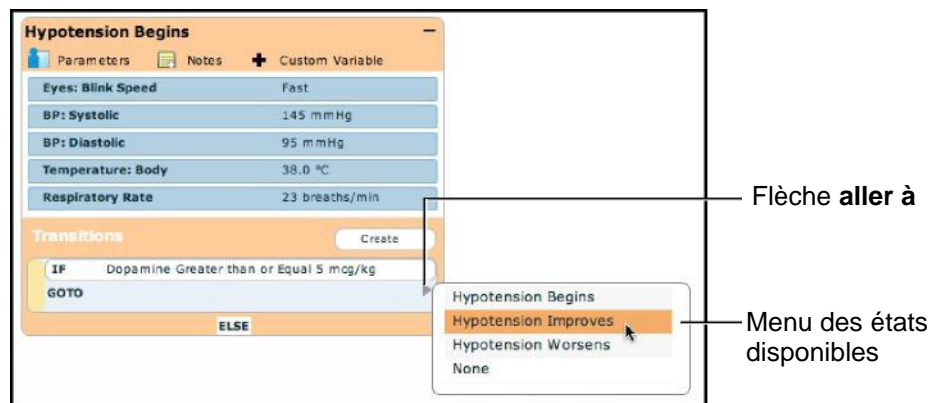 Hypotension Begins
Parameters Notes Custom Variable
Eyes: Blink Speed Fast
BP: Systolic 145 mmHg
BP: Diastolic 95 mmHg
Temperature: Body 38.0 °C
Respiratory Rate 23 breaths/min
Transitions Create
IF Dopamine Greater than or Equal 5 mcg/kg
GOTO
ELSE
Hypotension Begins
Hypotension Improves
Hypotension Worsens
None
Flèche aller à
Menu des états
disponibles